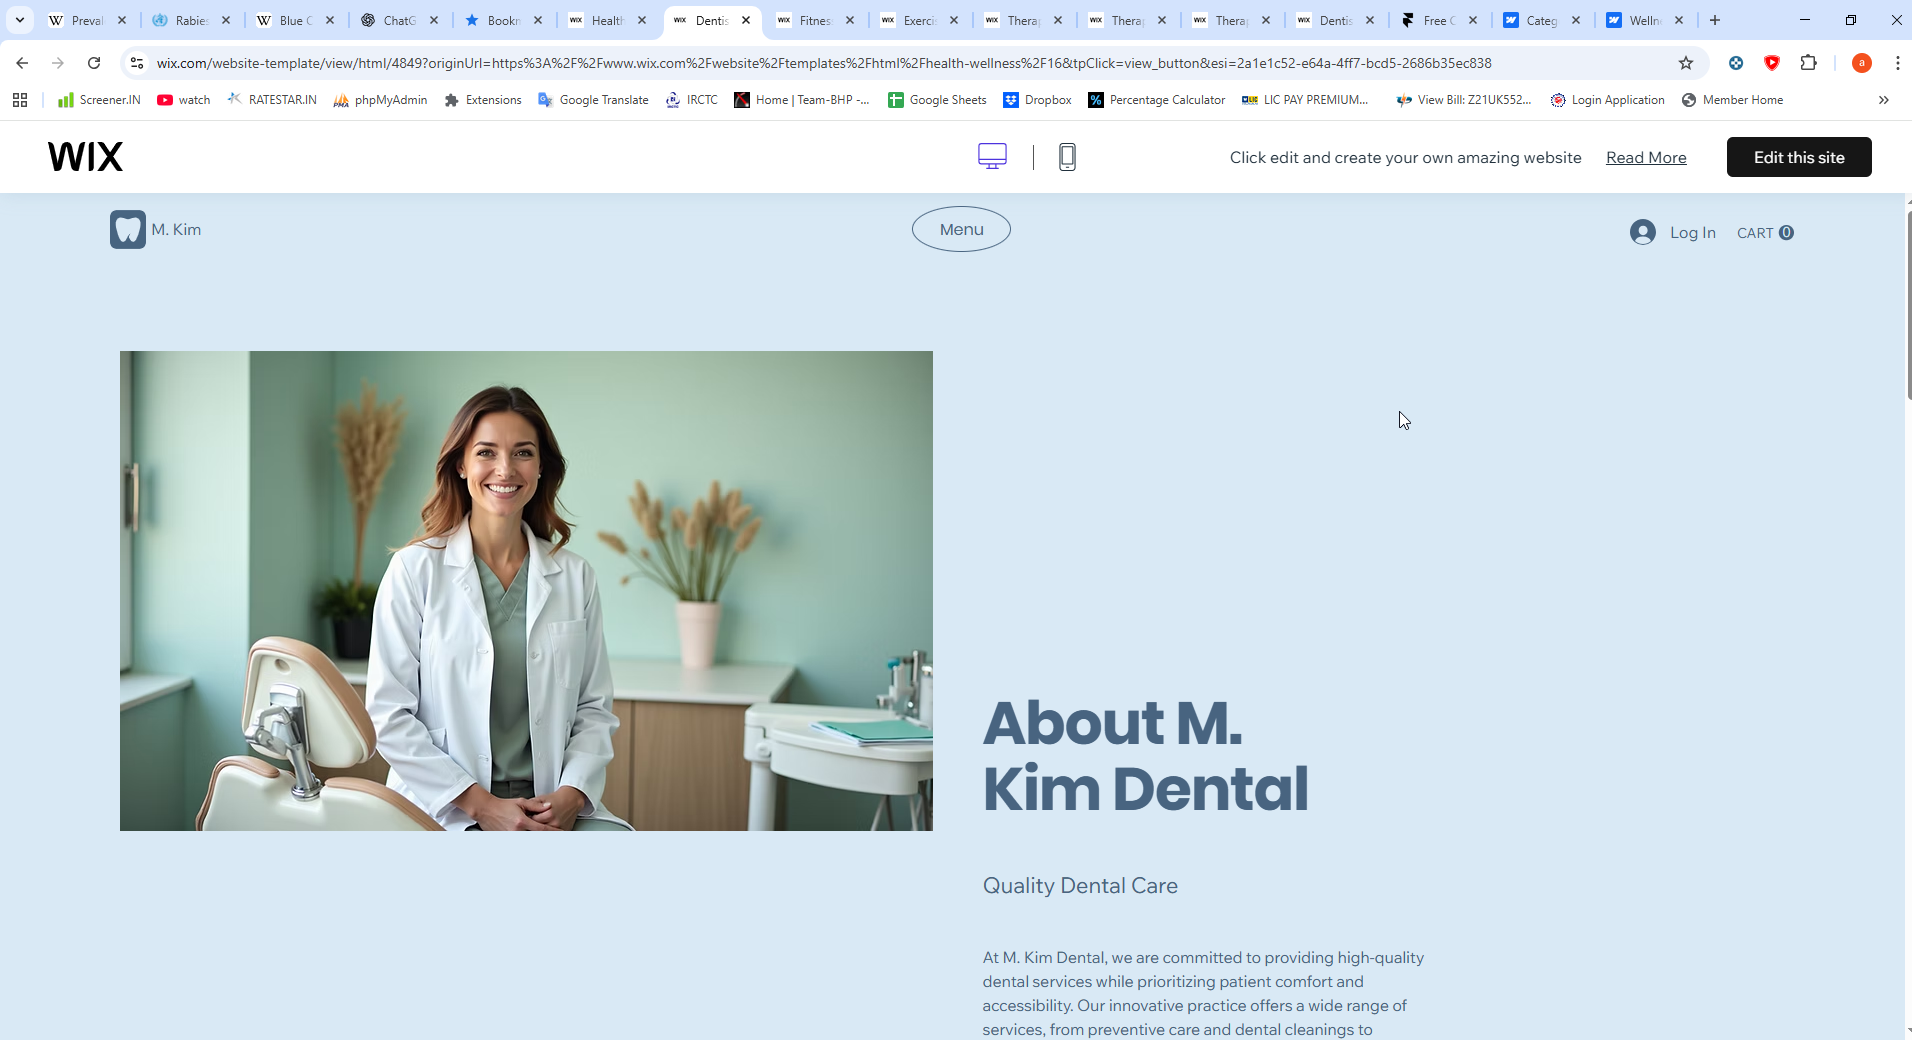 Preval
Rabies
Blue C
ChatG
Bookn
Health
Dentis
Fitness
Exercis
Therap
Therap
Therap
Dentis
Free C
Categ
Wellne
wix.com/website-template/view/html/4849?originUrl=https%3A%2F%2Fwww.wix.com%2Fwebsite%2Ftemplates%2Fhtml%2Fhealth-wellness%2F16&tpClick=view_button&esi=2a1e1c52-e64a-4ff7-bcd5-2686b35ec838
a
Screener.IN
watch
RATESTAR.IN
phpMyAdmin
Extensions
Google Translate
IRCTC
Home | Team-BHP -...
Google Sheets
Dropbox
Percentage Calculator
LIC PAY PREMIUM...
View Bill: Z21UK552...
Login Application
Member Home
WIX
Click edit and create your own amazing website
Read More
Edit this site
M. Kim
Menu
Log In
CART 0
About M.
Kim Dental
Quality Dental Care
At M. Kim Dental, we are committed to providing high-quality
dental services while prioritizing patient comfort and
accessibility. Our innovative practice offers a wide range of
services, from preventive care and dental cleanings to